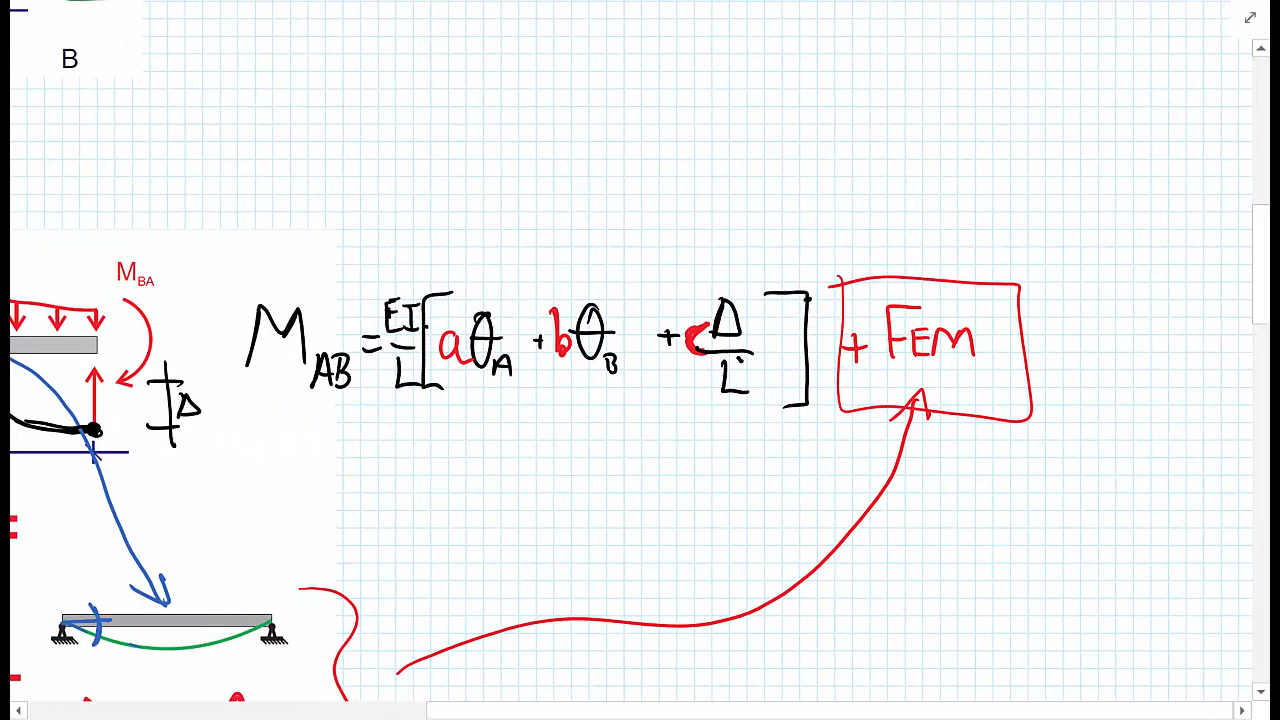 B
M_BA
M_AB = EI/L [aθ_A + bθ_B + cΔ/L] + FEM
Δ